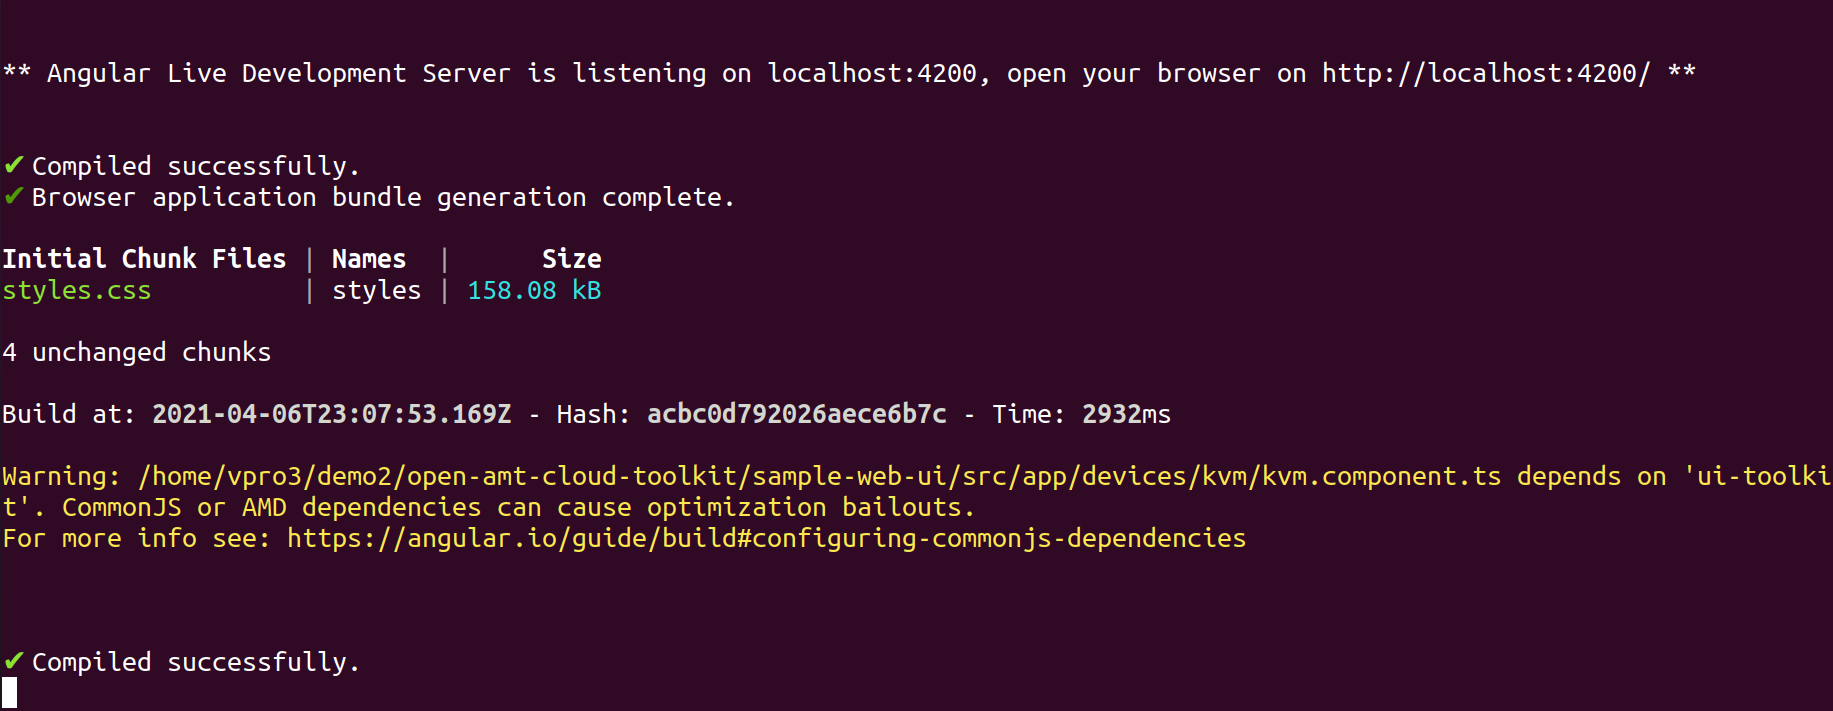 ** Angular Live Development Server is listening on localhost:4200, open your browser on http://localhost:4200/ **
✔ Compiled successfully.
✔ Browser application bundle generation complete.
Initial Chunk Files | Names  |      Size
styles.css          | styles | 158.08 kB
4 unchanged chunks
Build at: 2021-04-06T23:07:53.169Z - Hash: acbc0d792026aece6b7c - Time: 2932ms
Warning: /home/vpro3/demo2/open-amt-cloud-toolkit/sample-web-ui/src/app/devices/kvm/kvm.component.ts depends on 'ui-toolki
t'. CommonJS or AMD dependencies can cause optimization bailouts.
For more info see: https://angular.io/guide/build#configuring-commonjs-dependencies
✔ Compiled successfully.